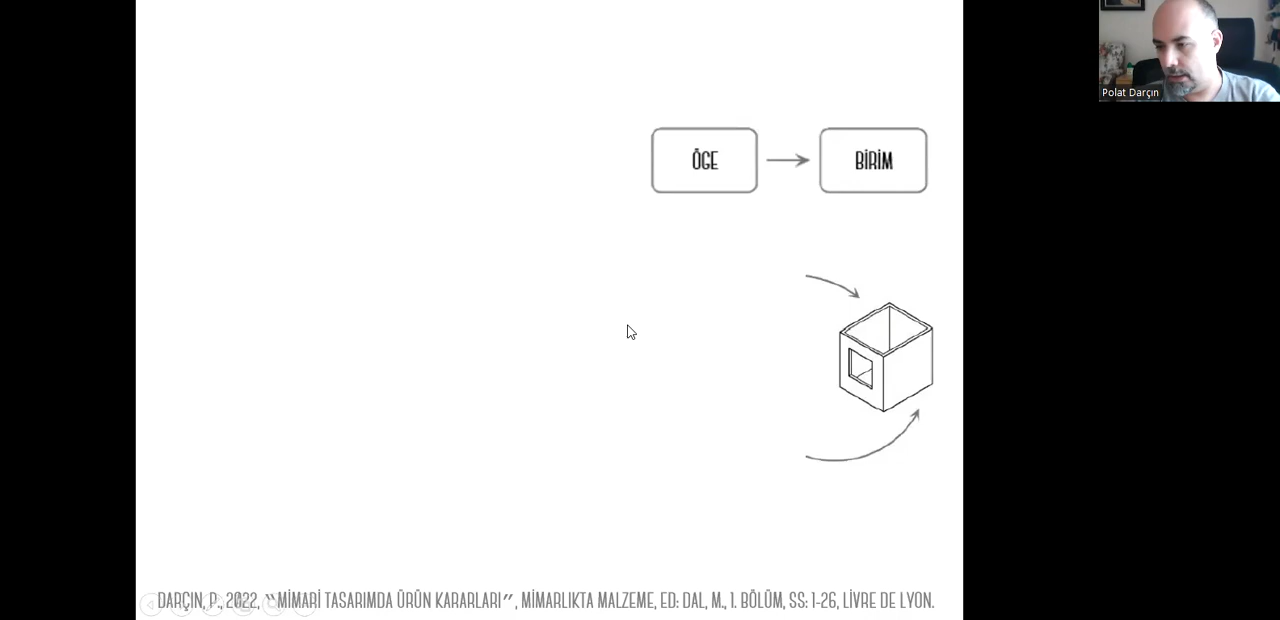 Polat Darçın
ÖGE
BİRİM
DARÇIN, P., 2022, “MİMARİ TASARIMDA ÜRÜN KARARLARI”, MİMARLIKTA MALZEME, ED: DAL, M., 1. BÖLÜM, SS: 1-26, LİVRE DE LYON.